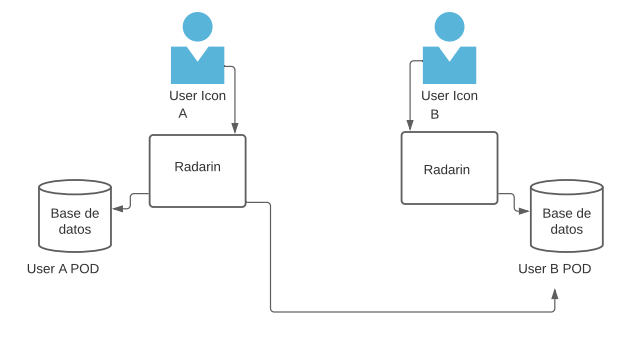 User Icon
A
User Icon
B
Radarin
Radarin
Base de
datos
User A POD
Base de
datos
User B POD